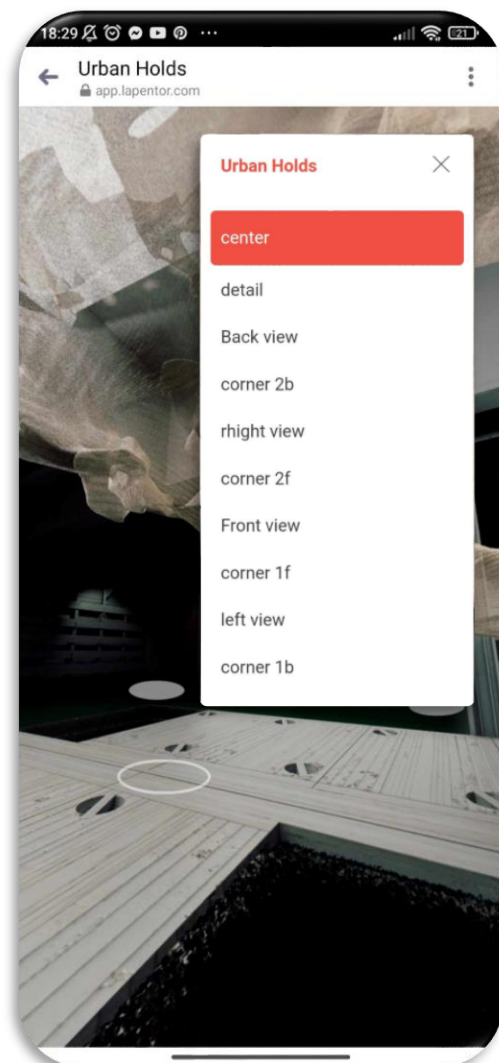 18:29 ... 21
Urban Holds
app.lapentor.com
Urban Holds
center
detail
Back view
corner 2b
rhight view
corner 2f
Front view
corner 1f
left view
corner 1b